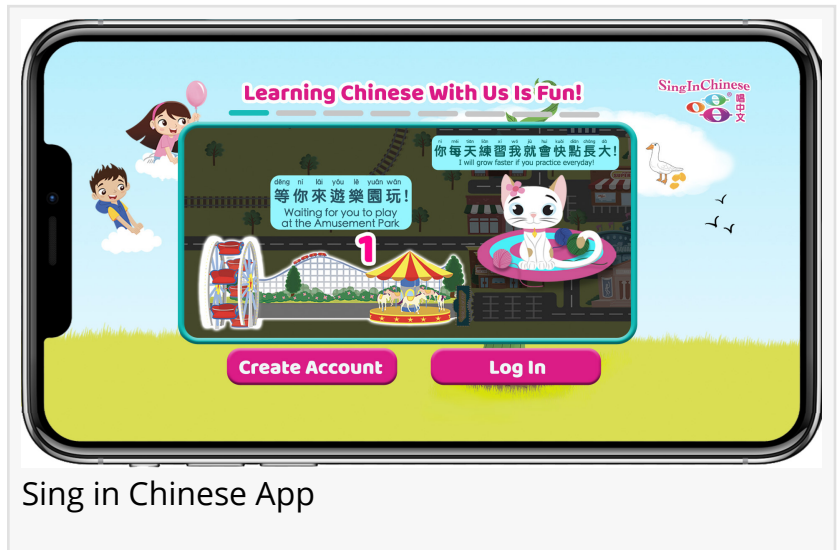 Learning Chinese With Us Is Fun!
SingInChinese
唱中文
nǐ měi tiān liàn xí wǒ jiù huì kuài diǎn zhǎng dà
你每天練習我就會快點長大!
I will grow faster if you practice everyday!
děng nǐ lái yóu lè yuán wán
等你來遊樂園玩!
Waiting for you to play
at the Amusement Park
1
Create Account
Log In
Sing in Chinese App